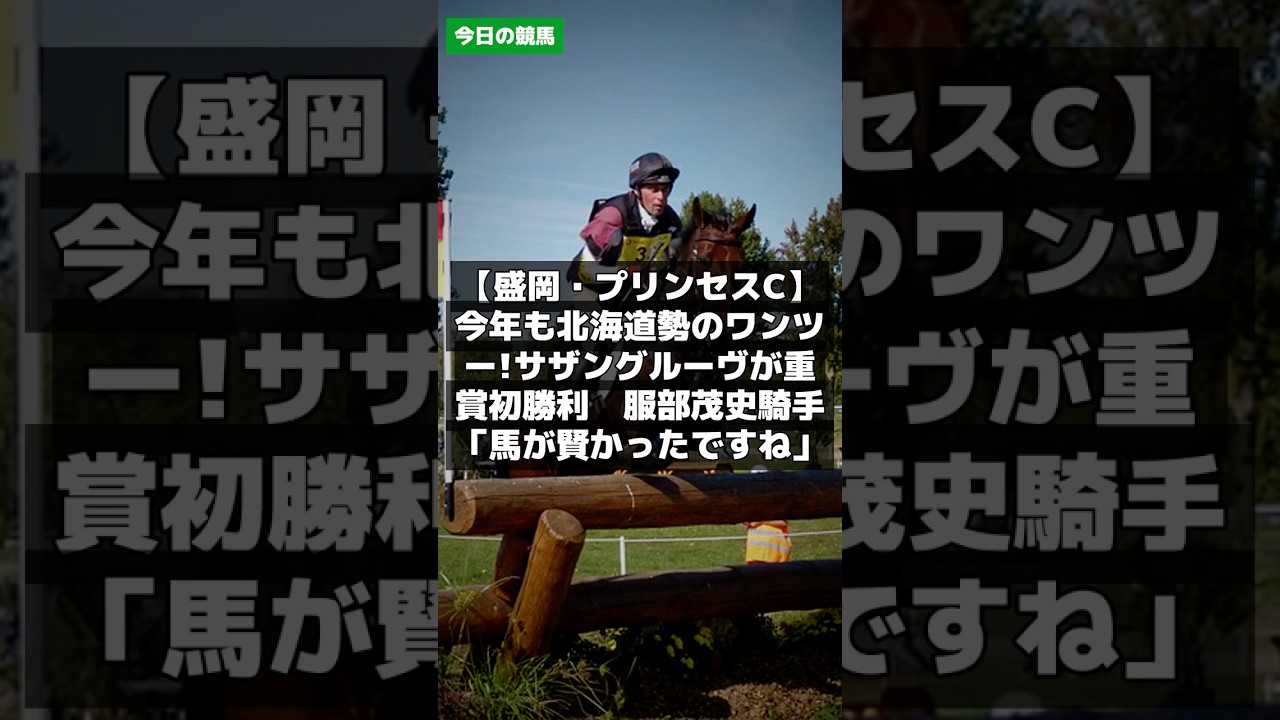 今日の競馬
【盛岡・プリンセスC】
今年も北海道勢のワンツ
ー!サザングルーヴが重
賞初勝利　服部茂史騎手
「馬が賢かったですね」